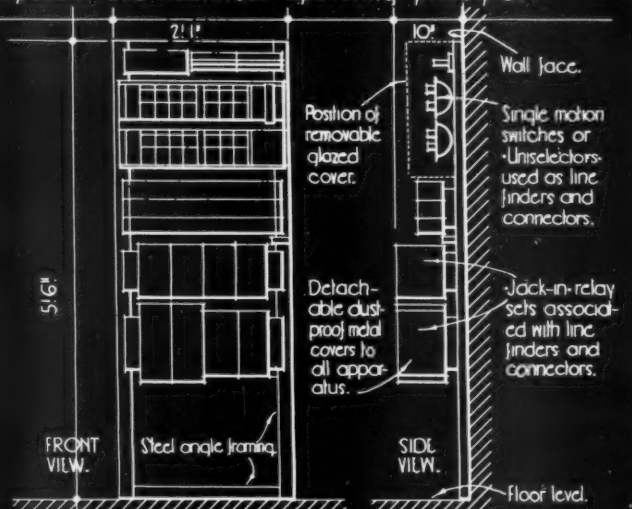 2'.1"
10"
Wall face.
Position of
removable
glazed
cover.
Single motion
switches or
·Uniselectors·
used as line
finders and
connectors.
5'.6"
Detach-
able dust-
proof metal
covers to
all appar-
atus.
Jack-in-relay
sets associat-
ed with line
finders and
connectors.
FRONT
VIEW.
Steel angle framing.
SIDE
VIEW.
Floor level.